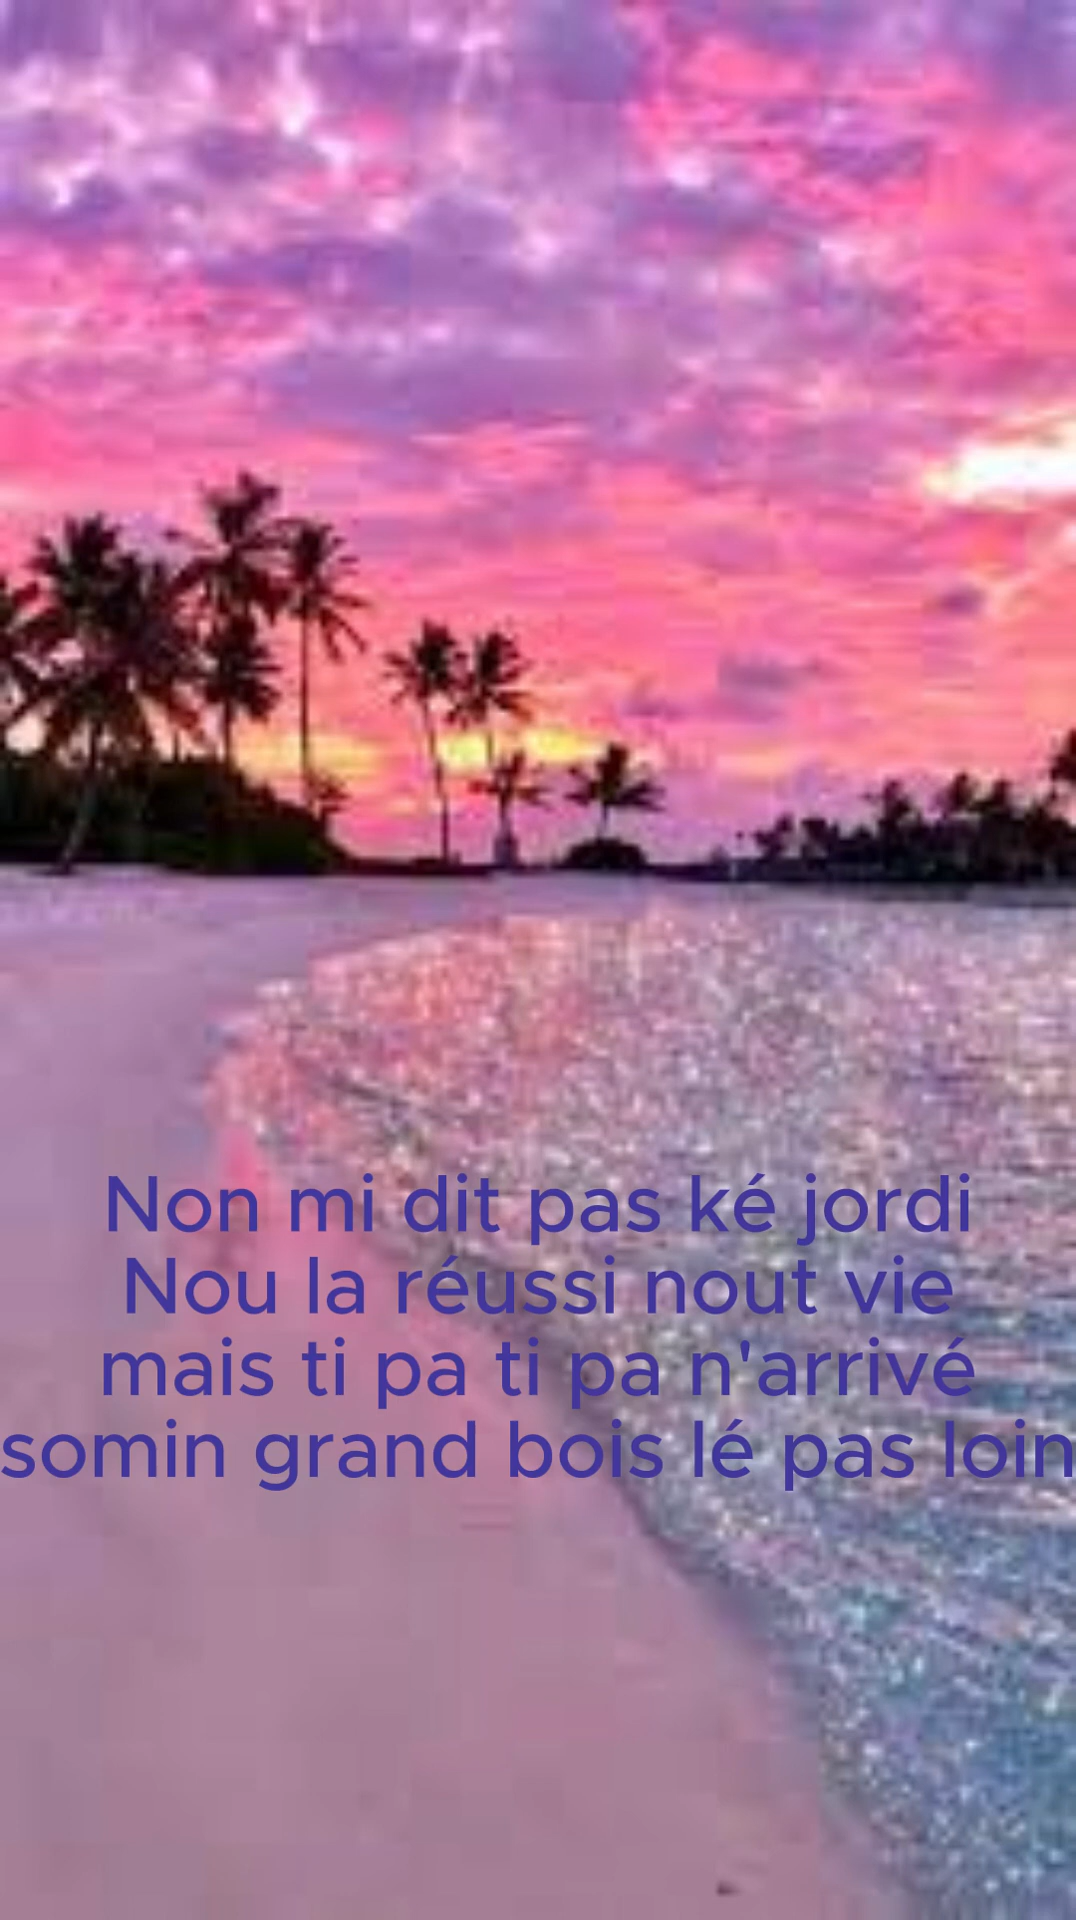 Non mi dit pas ké jordi
Nou la réussi nout vie
mais ti pa ti pa n'arrivé
somin grand bois lé pas loin